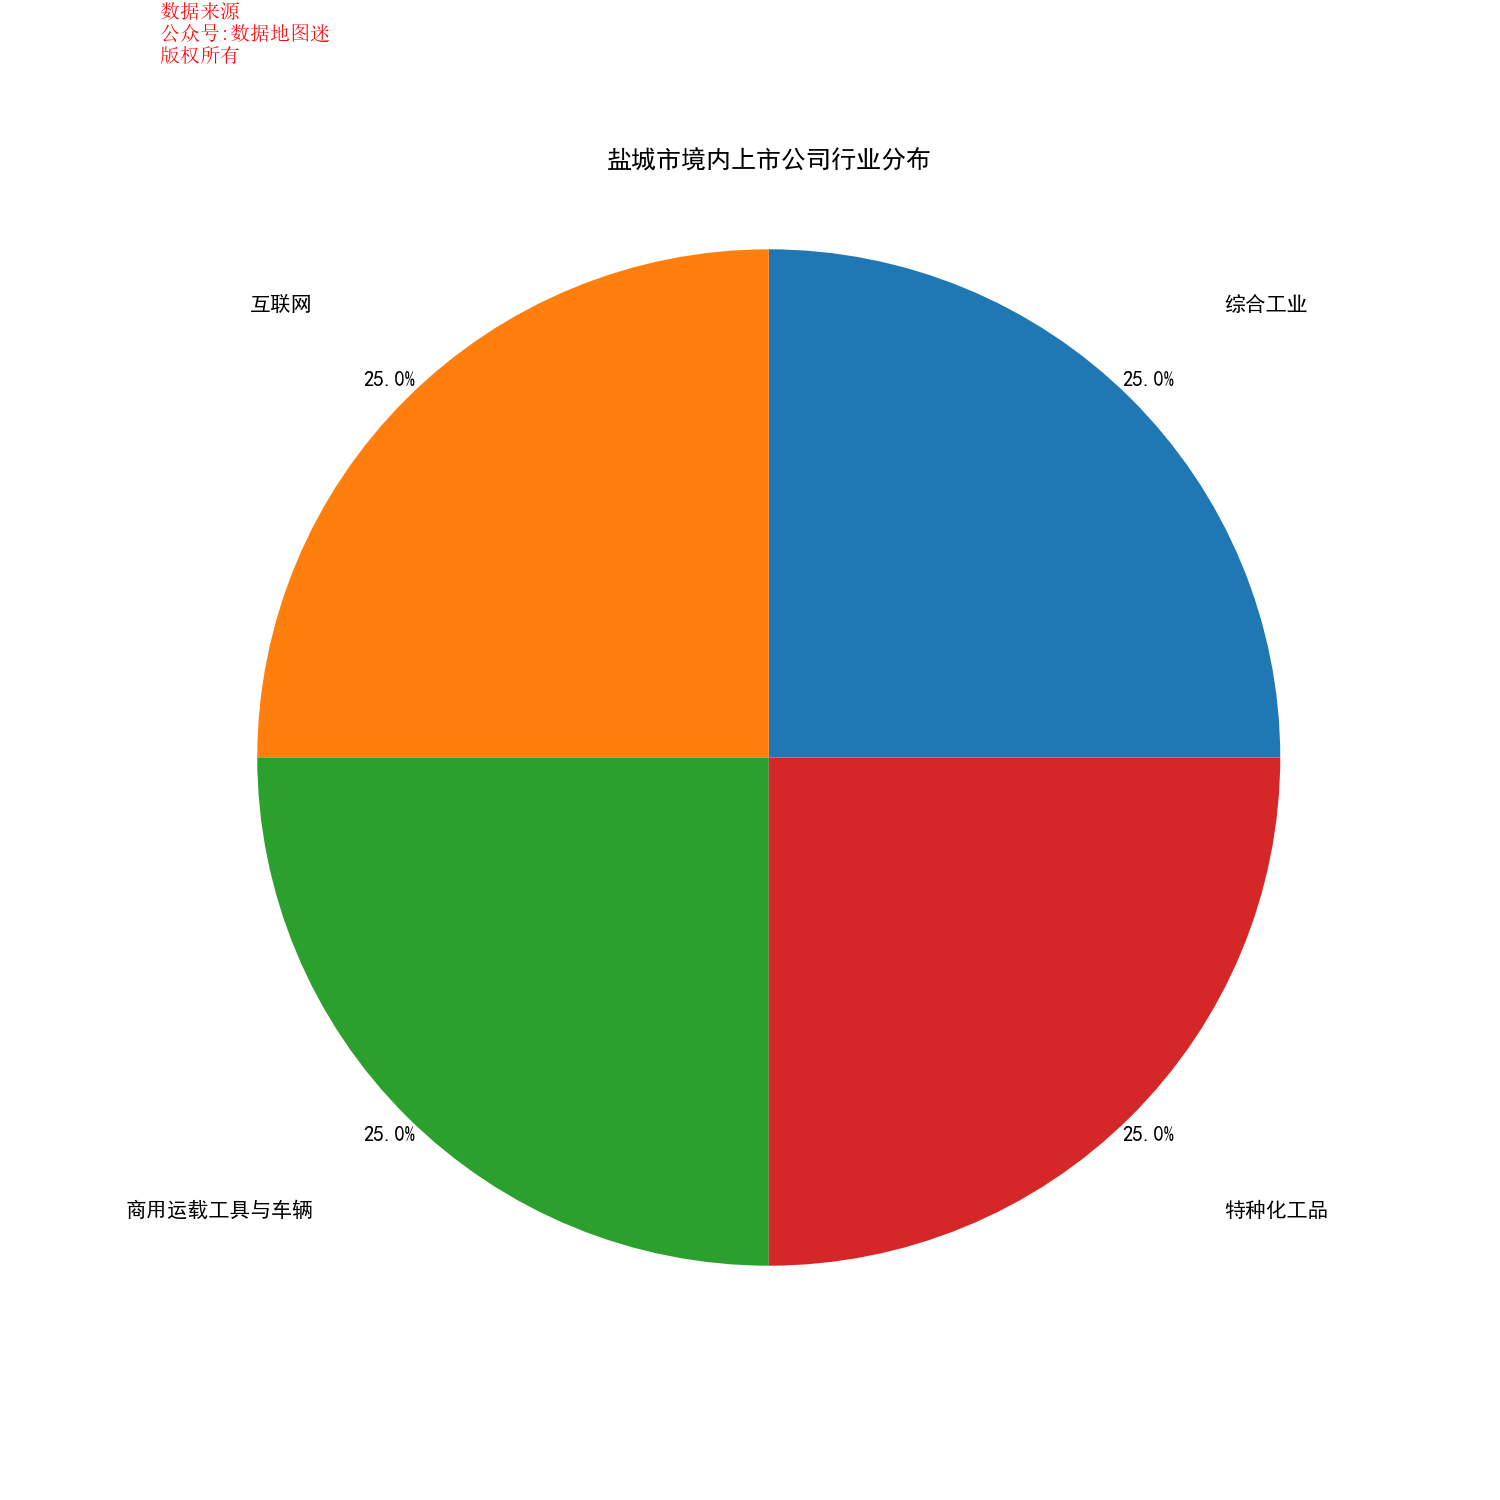 数据来源
公众号:数据地图迷
版权所有
盐城市境内上市公司行业分布
互联网
综合工业
25.0%
25.0%
25.0%
25.0%
商用运载工具与车辆
特种化工品